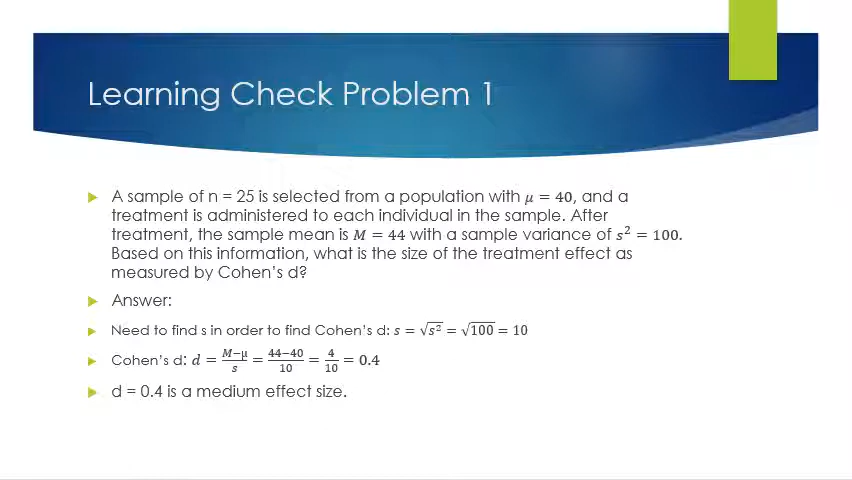 Learning Check Problem 1
A sample of n = 25 is selected from a population with μ = 40, and a
treatment is administered to each individual in the sample. After
treatment, the sample mean is M = 44 with a sample variance of s² = 100.
Based on this information, what is the size of the treatment effect as
measured by Cohen's d?
Answer:
Need to find s in order to find Cohen's d: s = √s² = √100 = 10
Cohen's d: d = (M−μ)/s = (44−40)/10 = 4/10 = 0.4
d = 0.4 is a medium effect size.